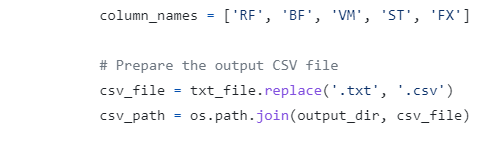 column_names = ['RF', 'BF', 'VM', 'ST', 'FX']
# Prepare the output CSV file
csv_file = txt_file.replace('.txt', '.csv')
csv_path = os.path.join(output_dir, csv_file)